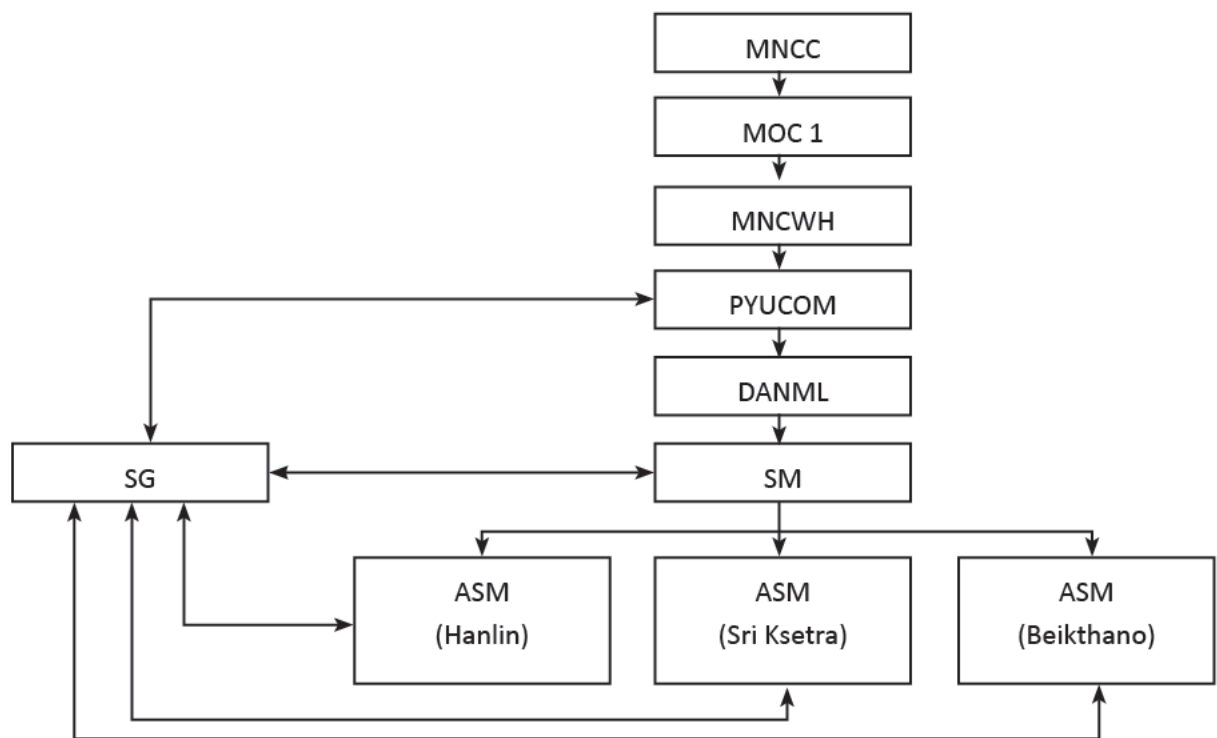 MNCC
MOC 1
MNCWH
PYUCOM
DANML
SG
SM
ASM
(Hanlin)
ASM
(Sri Ksetra)
ASM
(Beikthano)